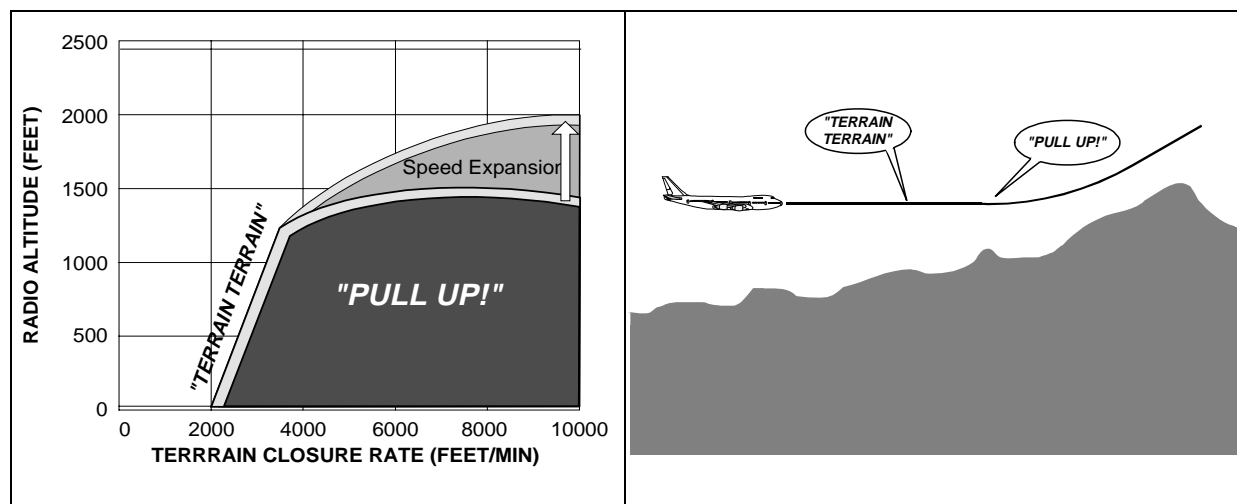 2500
2000
1500
1000
500
0
RADIO ALTITUDE (FEET)
"TERRAIN TERRAIN"
Speed Expansion
"PULL UP!"
0 2000 4000 6000 8000 10000
TERRRAIN CLOSURE RATE (FEET/MIN)
"TERRAIN
TERRAIN"
"PULL UP!"